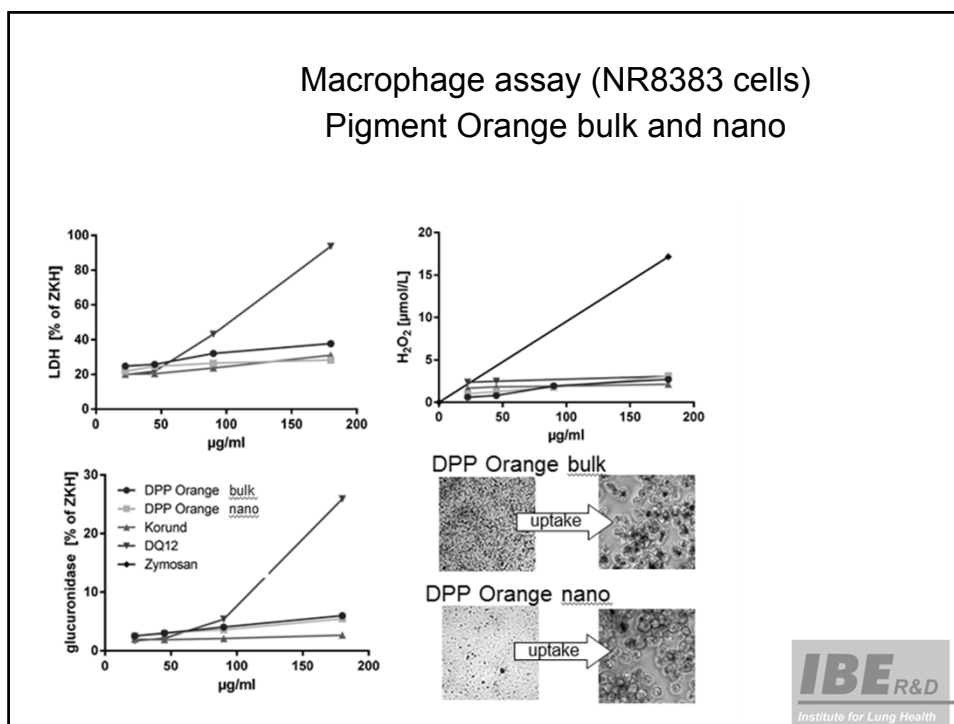 Macrophage assay (NR8383 cells)
Pigment Orange bulk and nano
LDH [% of ZKH]
100
80
60
40
20
0
0 50 100 150 200
µg/ml
H₂O₂ [µmol/L]
20
15
10
5
0
0 50 100 150 200
µg/ml
glucuronidase [% of ZKH]
30
20
10
0
0 50 100 150 200
µg/ml
DPP Orange bulk
DPP Orange nano
Korund
DQ12
Zymosan
DPP Orange bulk
uptake
DPP Orange nano
uptake
IBE R&D
Institute for Lung Health